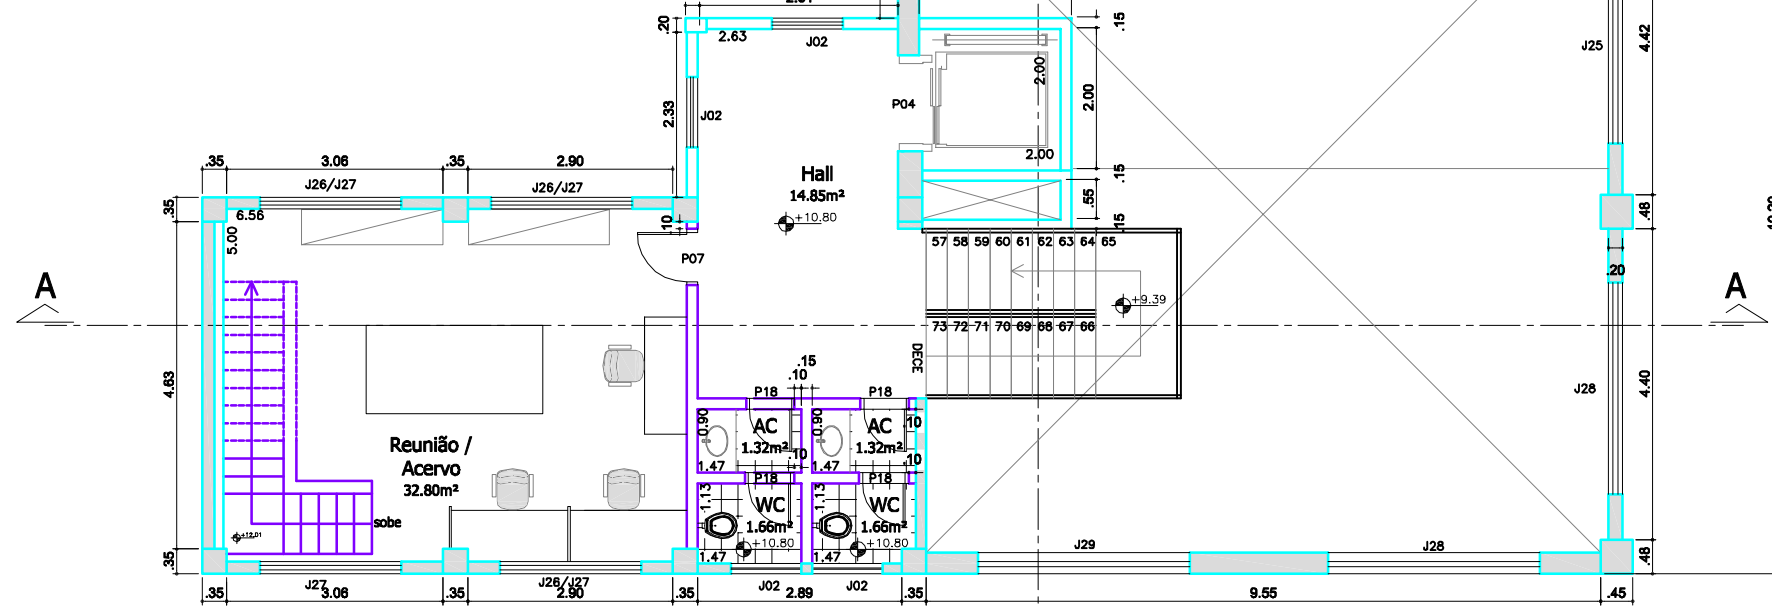 .20
2.63
J02
.15
J25
4.42
2.00
2.00
P04
2.33
J02
2.00
.35
3.06
.35
2.90
J26/J27
J26/J27
Hall
14.85m²
.15
.55
.35
6.56
5.00
.10
+10.80
.15
.48
57 58 59 60 61 62 63 64 65
P07
.20
A
A
+9.39
73 72 71 70 69 68 67 66
DECE
4.63
.15
.10
P18
P18
J28
4.40
0.90
AC
1.32m²
0.90
AC
1.32m²
.10
Reunião /
Acervo
32.80m²
1.47
.10
1.47
.10
P18
P18
1.13
WC
1.66m²
1.13
WC
1.66m²
sobe
+12.01
+10.80
+10.80
1.47
1.47
J29
J28
.35
.48
J27
J26/J27
J02
J02
.35
3.06
.35
2.90
.35
2.89
.35
9.55
.45